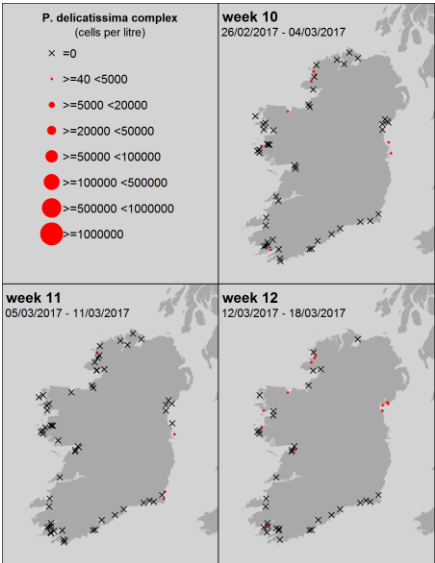 P. delicatissima complex
(cells per litre)
=0
>=40 <5000
>=5000 <20000
>=20000 <50000
>=50000 <100000
>=100000 <500000
>=500000 <1000000
>=1000000
week 10
26/02/2017 - 04/03/2017
week 11
05/03/2017 - 11/03/2017
week 12
12/03/2017 - 18/03/2017